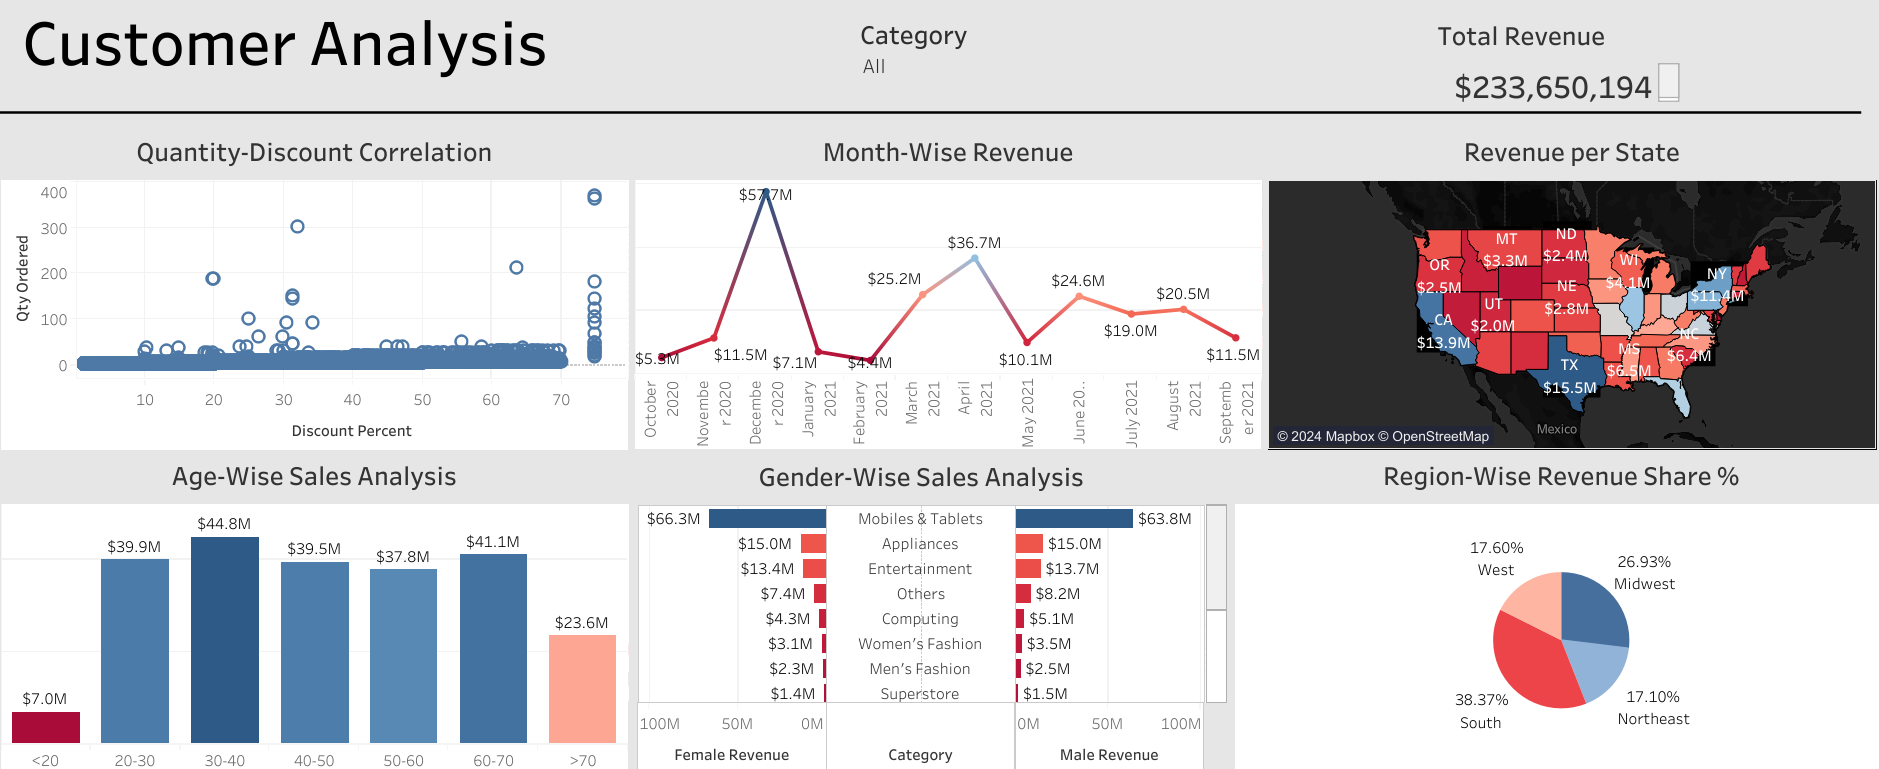 Customer Analysis
Category
All
Total Revenue
$233,650,194
Quantity-Discount Correlation
400
300
200
100
0
Qty Ordered
10 20 30 40 50 60 70
Discount Percent
Month-Wise Revenue
$57.7M
$36.7M
$25.2M
$24.6M
$20.5M
$19.0M
$5.5M
$11.5M
$7.1M
$4.4M
$10.1M
$11.5M
October 2020
Novembe r 2020
Decembe r 2020
January 2021
February 2021
March 2021
April 2021
May 2021
June 20..
July 2021
August 2021
Septemb er 2021
Revenue per State
MT
$3.3M
ND
$2.4M
OR
$2.5M
WI
$4.1M
NY
$11.4M
NE
$2.8M
UT
$2.0M
CA
$13.9M
NC
$6.4M
MS
$6.5M
TX
$15.5M
Mexico
© 2024 Mapbox © OpenStreetMap
Age-Wise Sales Analysis
$7.0M
$39.9M
$44.8M
$39.5M
$37.8M
$41.1M
$23.6M
<20 20-30 30-40 40-50 50-60 60-70 >70
Gender-Wise Sales Analysis
$66.3M Mobiles & Tablets $63.8M
$15.0M Appliances $15.0M
$13.4M Entertainment $13.7M
$7.4M Others $8.2M
$4.3M Computing $5.1M
$3.1M Women's Fashion $3.5M
$2.3M Men's Fashion $2.5M
$1.4M Superstore $1.5M
100M 50M 0M 0M 50M 100M
Female Revenue Category Male Revenue
Region-Wise Revenue Share %
17.60%
West
26.93%
Midwest
38.37%
South
17.10%
Northeast